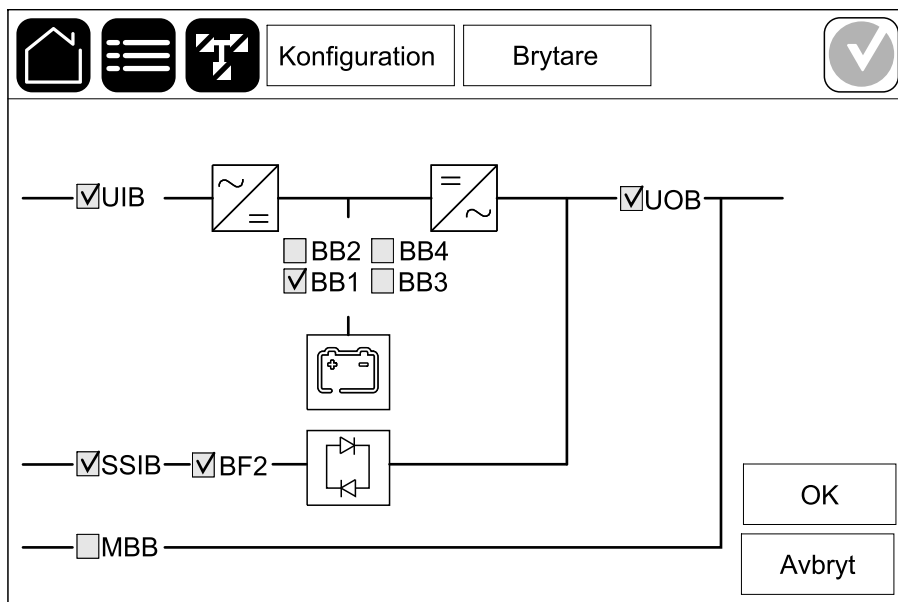 Konfiguration Brytare
UIB UOB
BB2 BB4
BB1 BB3
SSIB BF2
OK
MBB
Avbryt